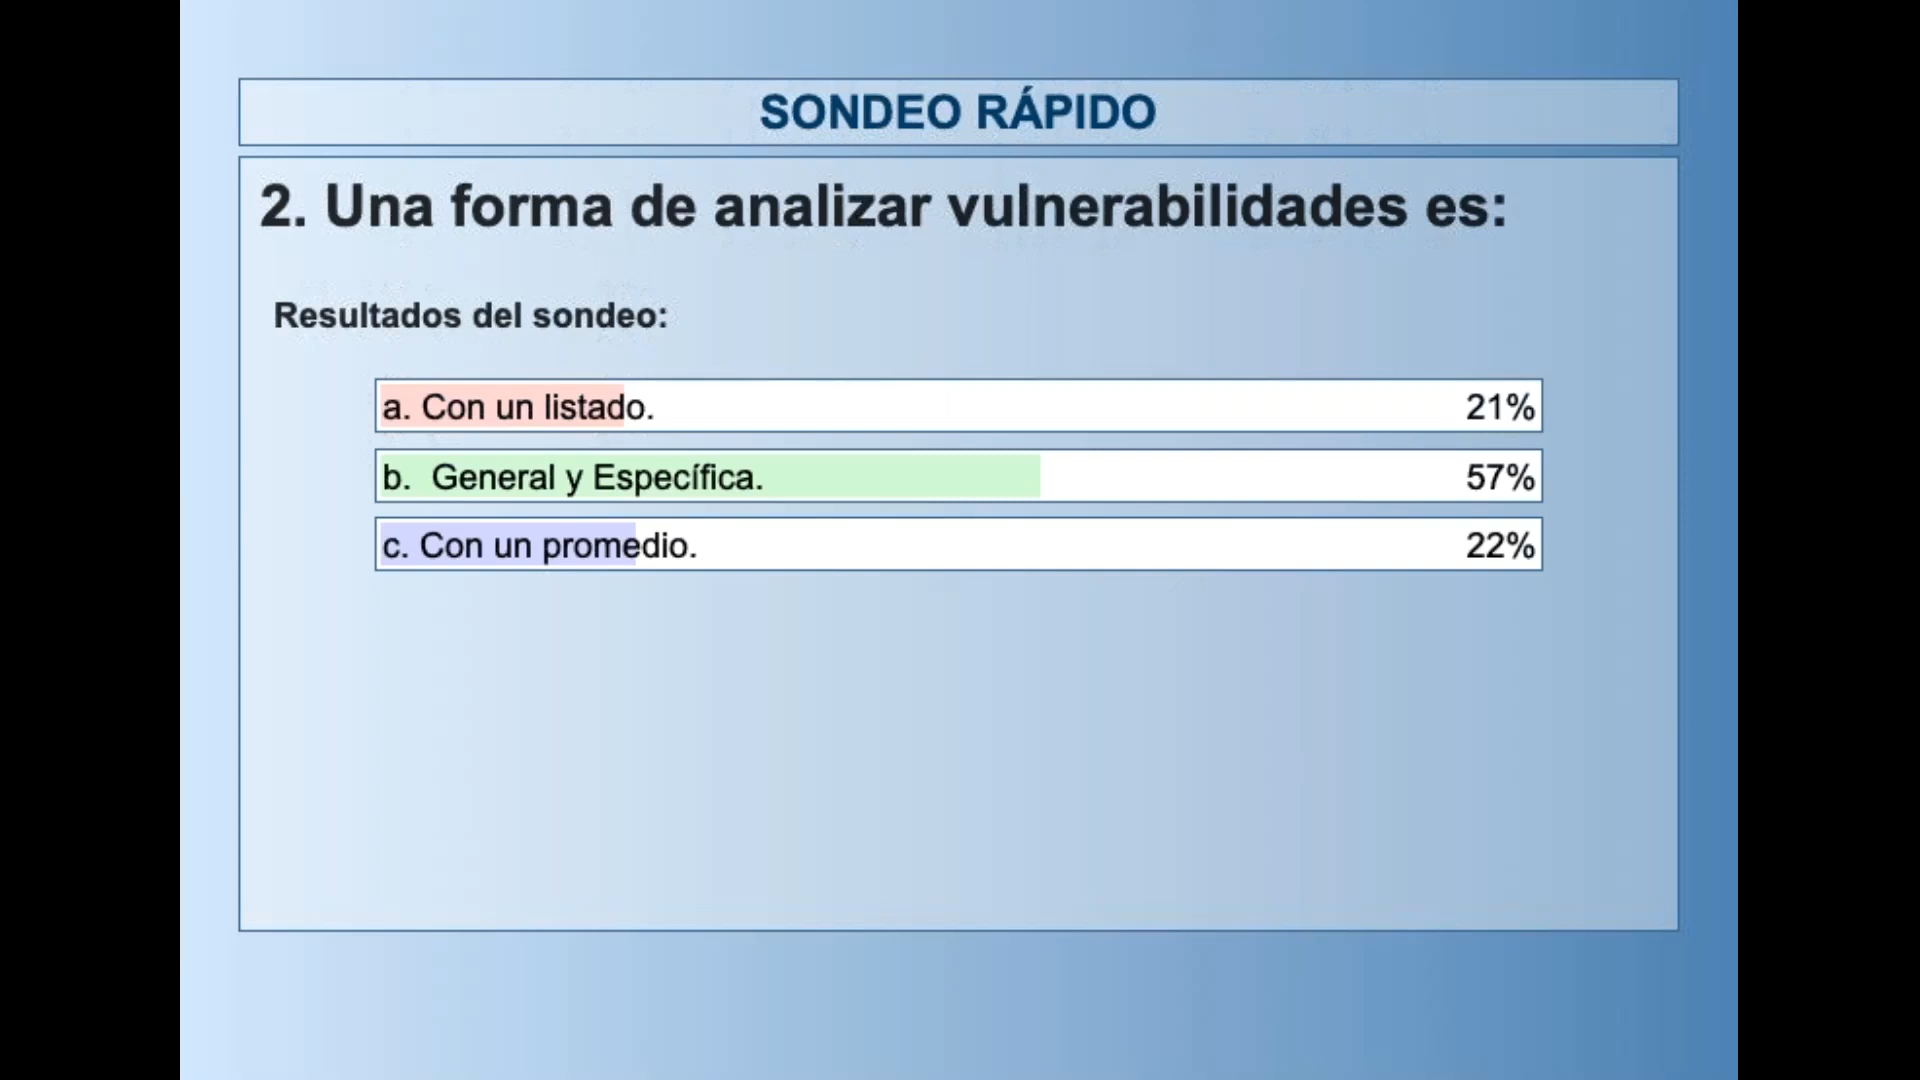 SONDEO RÁPIDO
2. Una forma de analizar vulnerabilidades es:
Resultados del sondeo:
a. Con un listado. 21%
b. General y Específica. 57%
c. Con un promedio. 22%